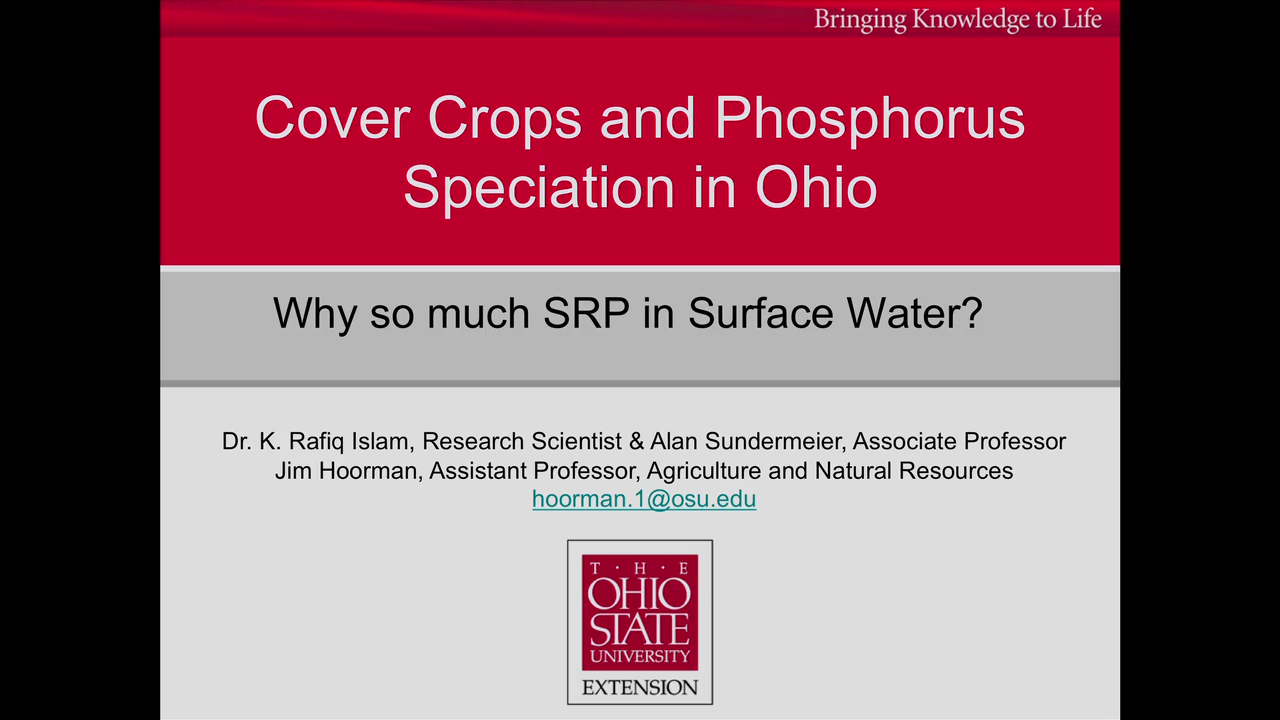 Bringing Knowledge to Life
Cover Crops and Phosphorus
Speciation in Ohio
Why so much SRP in Surface Water?
Dr. K. Rafiq Islam, Research Scientist & Alan Sundermeier, Associate Professor
Jim Hoorman, Assistant Professor, Agriculture and Natural Resources
hoorman.1@osu.edu
T · H · E
OHIO
STATE
UNIVERSITY
EXTENSION